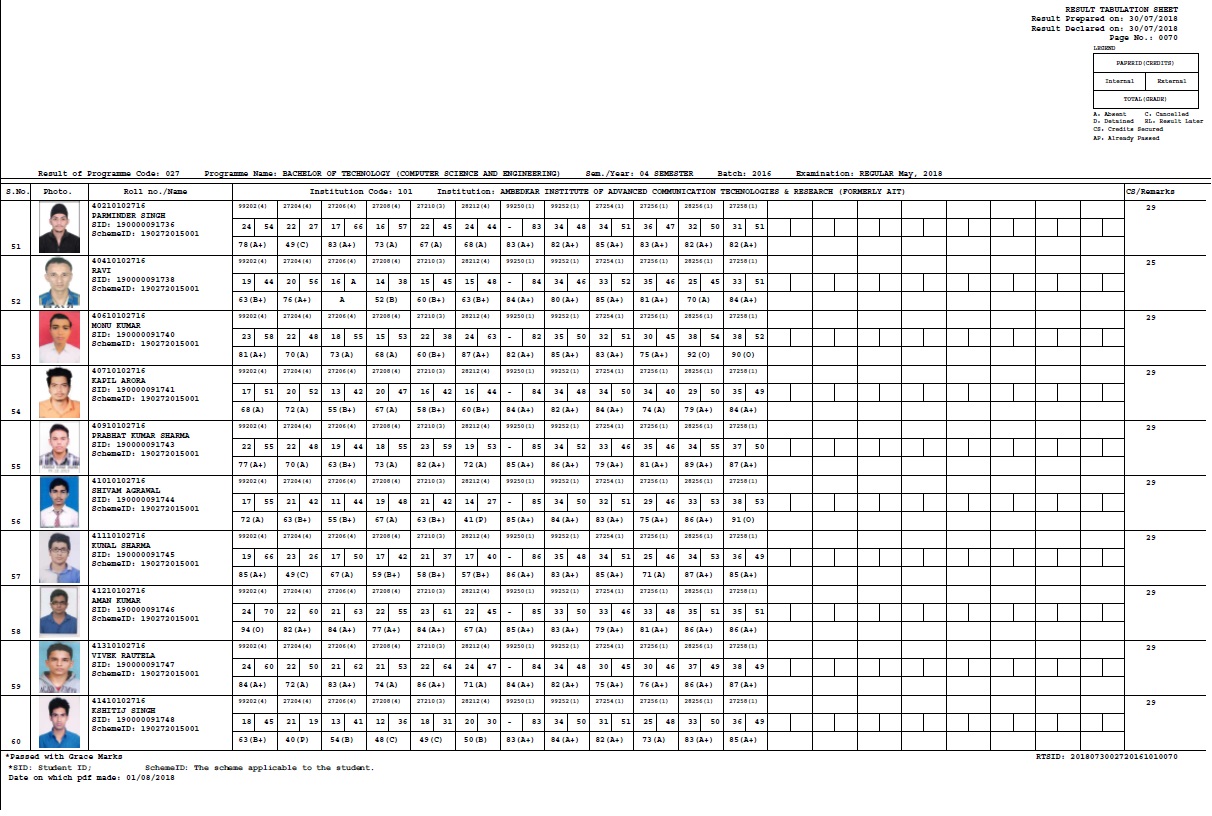 RESULT TABULATION SHEET
Result Prepared on: 30/07/2018
Result Declared on: 30/07/2018
Page No.: 0070
LEGEND
PAPERID(CREDITS)
Internal External
TOTAL(GRADE)
A: Absent C: Cancelled
D: Detained RL: Result Later
CS: Credits Secured
AP: Already Passed
Result of Programme Code: 027 Programme Name: BACHELOR OF TECHNOLOGY (COMPUTER SCIENCE AND ENGINEERING) Sem./Year: 04 SEMESTER Batch: 2016 Examination: REGULAR May, 2018
S.No. Photo. Roll no./Name Institution Code: 101 Institution: AMBEDKAR INSTITUTE OF ADVANCED COMMUNICATION TECHNOLOGIES & RESEARCH (FORMERLY AIT) CS/Remarks
40210102716 99202(4) 27204(4) 27206(4) 27208(4) 27210(3) 28212(4) 99250(1) 99252(1) 27254(1) 27256(1) 28256(1) 27258(1) 29
PARMINDER SINGH
SID: 190000091736 24 54 22 27 17 66 16 57 22 45 24 44 - 83 34 48 34 51 36 47 32 50 31 51
SchemeID: 190272015001
51 78(A+) 49(C) 83(A+) 73(A) 67(A) 68(A) 83(A+) 82(A+) 85(A+) 83(A+) 82(A+) 82(A+)
40410102716 99202(4) 27204(4) 27206(4) 27208(4) 27210(3) 28212(4) 99250(1) 99252(1) 27254(1) 27256(1) 28256(1) 27258(1) 25
RAVI
SID: 190000091738 19 44 20 56 16 A 14 38 15 45 15 48 - 84 34 46 33 52 35 46 25 45 33 51
SchemeID: 190272015001
52 63(B+) 76(A+) A 52(B) 60(B+) 63(B+) 84(A+) 80(A+) 85(A+) 81(A+) 70(A) 84(A+)
40610102716 99202(4) 27204(4) 27206(4) 27208(4) 27210(3) 28212(4) 99250(1) 99252(1) 27254(1) 27256(1) 28256(1) 27258(1) 29
MONU KUMAR
SID: 190000091740 23 58 22 48 18 55 15 53 22 38 24 63 - 82 35 50 32 51 30 45 38 54 38 52
SchemeID: 190272015001
53 81(A+) 70(A) 73(A) 68(A) 60(B+) 87(A+) 82(A+) 85(A+) 83(A+) 75(A+) 92(O) 90(O)
40710102716 99202(4) 27204(4) 27206(4) 27208(4) 27210(3) 28212(4) 99250(1) 99252(1) 27254(1) 27256(1) 28256(1) 27258(1) 29
KAPIL ARORA
SID: 190000091741 17 51 20 52 13 42 20 47 16 42 16 44 - 84 34 48 34 50 34 40 29 50 35 49
SchemeID: 190272015001
54 68(A) 72(A) 55(B+) 67(A) 58(B+) 60(B+) 84(A+) 82(A+) 84(A+) 74(A) 79(A+) 84(A+)
40910102716 99202(4) 27204(4) 27206(4) 27208(4) 27210(3) 28212(4) 99250(1) 99252(1) 27254(1) 27256(1) 28256(1) 27258(1) 29
PRABHAT KUMAR SHARMA
SID: 190000091743 22 55 22 48 19 44 18 55 23 59 19 53 - 85 34 52 33 46 35 46 34 55 37 50
SchemeID: 190272015001
55 77(A+) 70(A) 63(B+) 73(A) 82(A+) 72(A) 85(A+) 86(A+) 79(A+) 81(A+) 89(A+) 87(A+)
41010102716 99202(4) 27204(4) 27206(4) 27208(4) 27210(3) 28212(4) 99250(1) 99252(1) 27254(1) 27256(1) 28256(1) 27258(1) 29
SHIVAM AGRAWAL
SID: 190000091744 17 55 21 42 11 44 19 48 21 42 14 27 - 85 34 50 32 51 29 46 33 53 38 53
SchemeID: 190272015001
56 72(A) 63(B+) 55(B+) 67(A) 63(B+) 41(P) 85(A+) 84(A+) 83(A+) 75(A+) 86(A+) 91(O)
41110102716 99202(4) 27204(4) 27206(4) 27208(4) 27210(3) 28212(4) 99250(1) 99252(1) 27254(1) 27256(1) 28256(1) 27258(1) 29
KUNAL SHARMA
SID: 190000091745 19 66 23 26 17 50 17 42 21 37 17 40 - 86 35 48 34 51 25 46 34 53 36 49
SchemeID: 190272015001
57 85(A+) 49(C) 67(A) 59(B+) 58(B+) 57(B+) 86(A+) 83(A+) 85(A+) 71(A) 87(A+) 85(A+)
41210102716 99202(4) 27204(4) 27206(4) 27208(4) 27210(3) 28212(4) 99250(1) 99252(1) 27254(1) 27256(1) 28256(1) 27258(1) 29
AMAN KUMAR
SID: 190000091746 24 70 22 60 21 63 22 55 23 61 22 45 - 85 33 50 33 46 33 48 35 51 35 51
SchemeID: 190272015001
58 94(O) 82(A+) 84(A+) 77(A+) 84(A+) 67(A) 85(A+) 83(A+) 79(A+) 81(A+) 86(A+) 86(A+)
41310102716 99202(4) 27204(4) 27206(4) 27208(4) 27210(3) 28212(4) 99250(1) 99252(1) 27254(1) 27256(1) 28256(1) 27258(1) 29
VIVEK RAUTELA
SID: 190000091747 24 60 22 50 21 62 21 53 22 64 24 47 - 84 34 48 30 45 30 46 37 49 38 49
SchemeID: 190272015001
59 84(A+) 72(A) 83(A+) 74(A) 86(A+) 71(A) 84(A+) 82(A+) 75(A+) 76(A+) 86(A+) 87(A+)
41410102716 99202(4) 27204(4) 27206(4) 27208(4) 27210(3) 28212(4) 99250(1) 99252(1) 27254(1) 27256(1) 28256(1) 27258(1) 29
KSHITIJ SINGH
SID: 190000091748 18 45 21 19 13 41 12 36 18 31 20 30 - 83 34 50 31 51 25 48 33 50 36 49
SchemeID: 190272015001
60 63(B+) 40(P) 54(B) 48(C) 49(C) 50(B) 83(A+) 84(A+) 82(A+) 73(A) 83(A+) 85(A+)
*Passed with Grace Marks RTSID: 2018073002720161010070
*SID: Student ID; SchemeID: The scheme applicable to the student.
Date on which pdf made: 01/08/2018